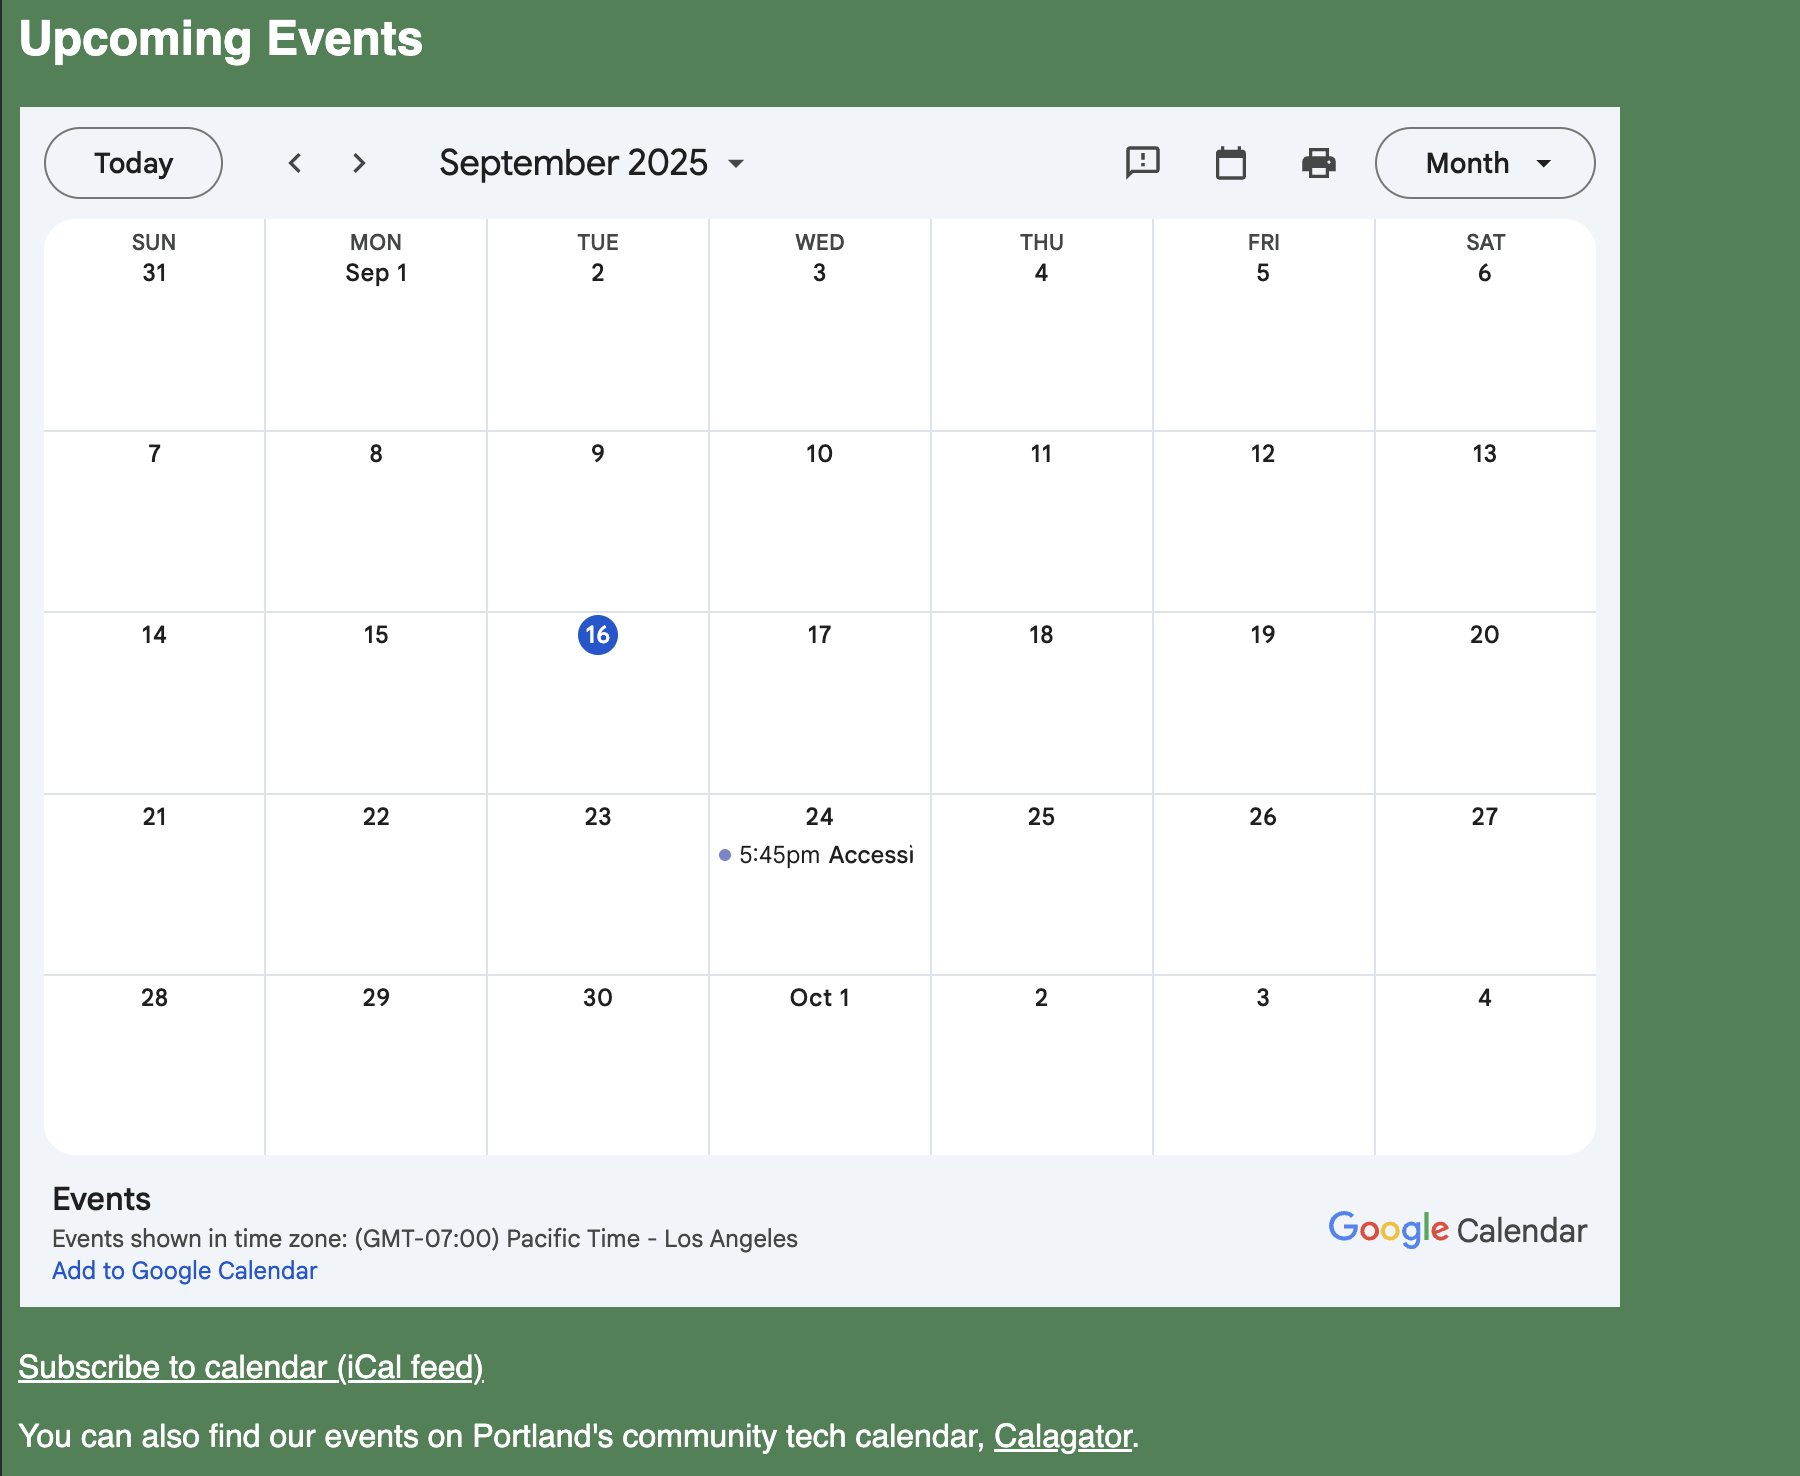 Upcoming Events
Today
September 2025
Month
SUN MON TUE WED THU FRI SAT
31 Sep 1 2 3 4 5 6
7 8 9 10 11 12 13
14 15 16 17 18 19 20
21 22 23 24 25 26 27
5:45pm Accessi
28 29 30 Oct 1 2 3 4
Events
Events shown in time zone: (GMT-07:00) Pacific Time - Los Angeles
Add to Google Calendar
Google Calendar
Subscribe to calendar (iCal feed)
You can also find our events on Portland's community tech calendar, Calagator.